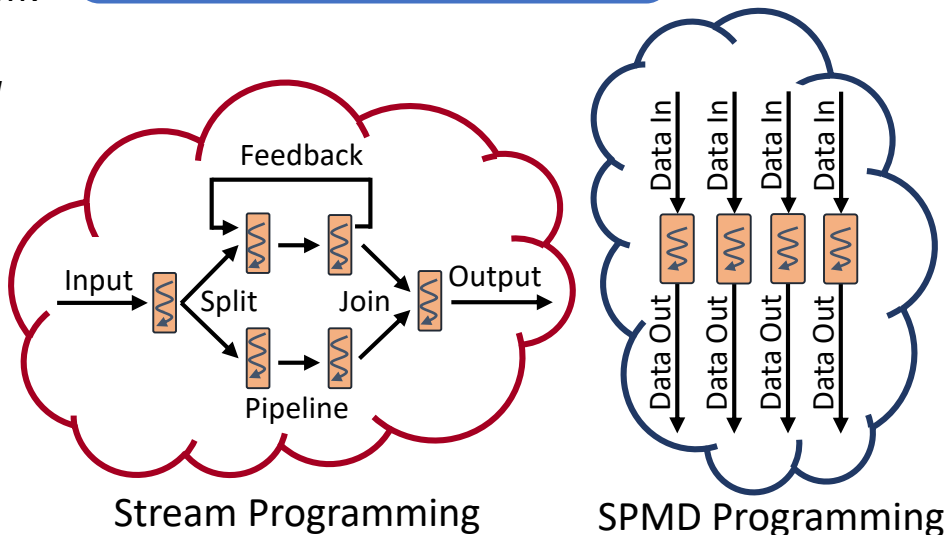 Feedback
Input
Split
Join
Output
Pipeline
Stream Programming
Data In
Data In
Data In
Data In
Data Out
Data Out
Data Out
Data Out
SPMD Programming